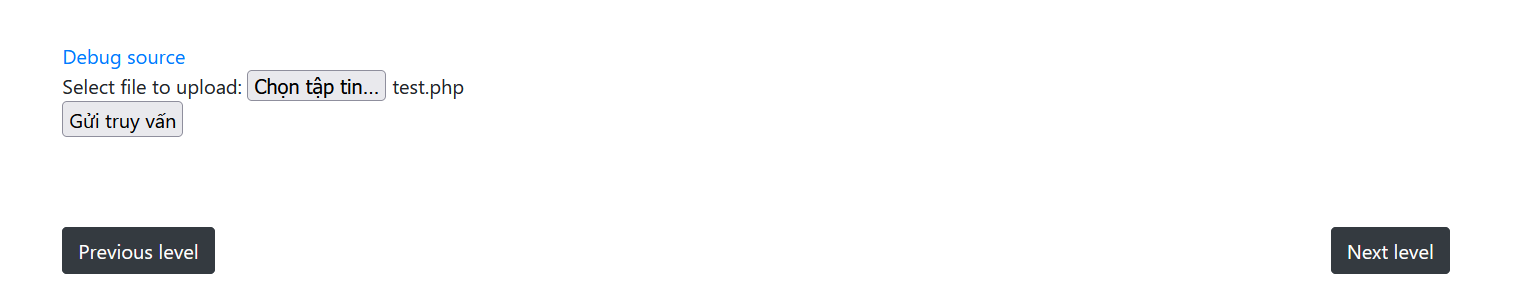 Debug source
Select file to upload: Chọn tập tin... test.php
Gửi truy vấn
Previous level
Next level